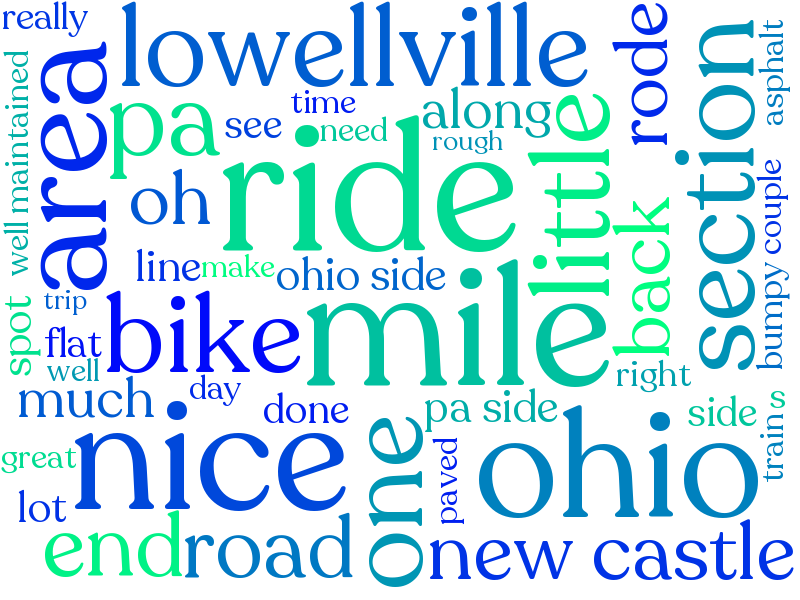 really
lowellville
rode
asphalt
well maintained
area
pa
time
see
need
along
rough
little
section
oh
ride
back
bumpy couple
line
make
ohio side
mile
spot
trip
bike
flat
well
day
right
much
done
pa side
side
s
train
great
nice
one
paved
ohio
lot
end
road
new castle